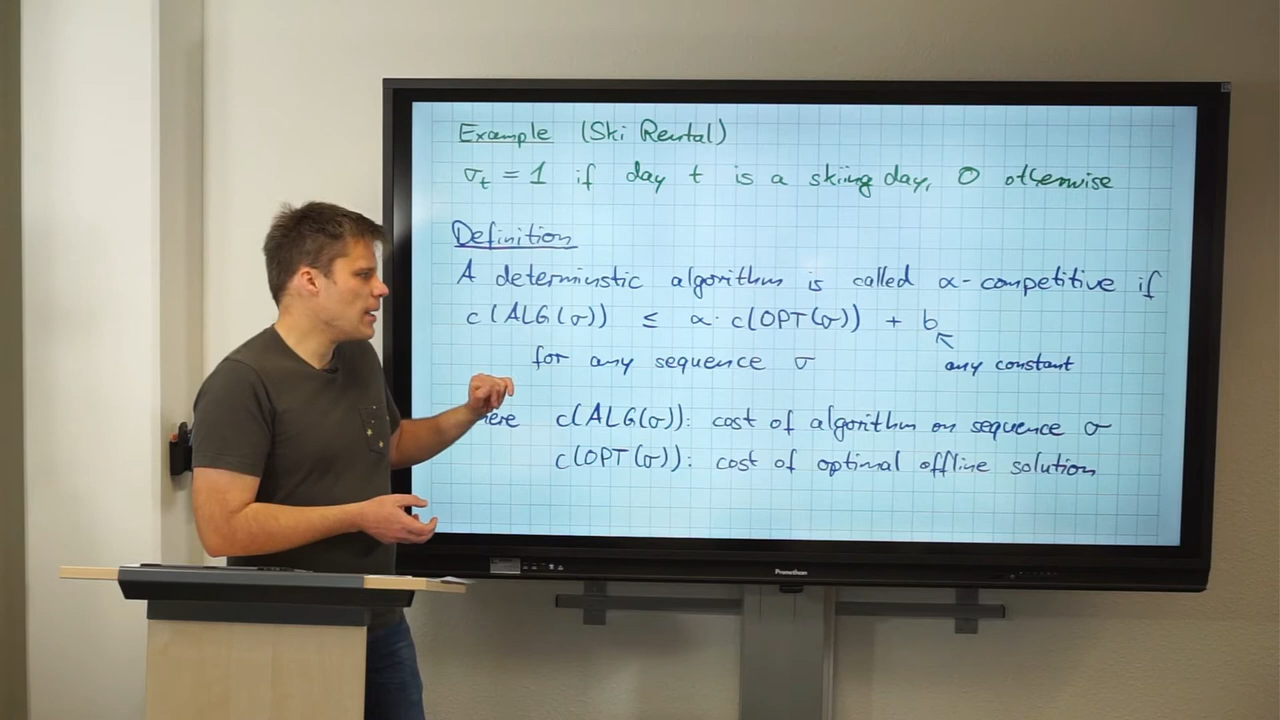 Example (Ski Rental)
σt = 1 if day t is a skiing day, 0 otherwise
Definition
A deterministic algorithm is called α-competitive if
c(ALG(σ)) ≤ α· c(OPT(σ)) + b
for any sequence σ any constant
c(ALG(σ)): cost of algorithm on sequence σ
c(OPT(σ)): cost of optimal offline solution
Promethean